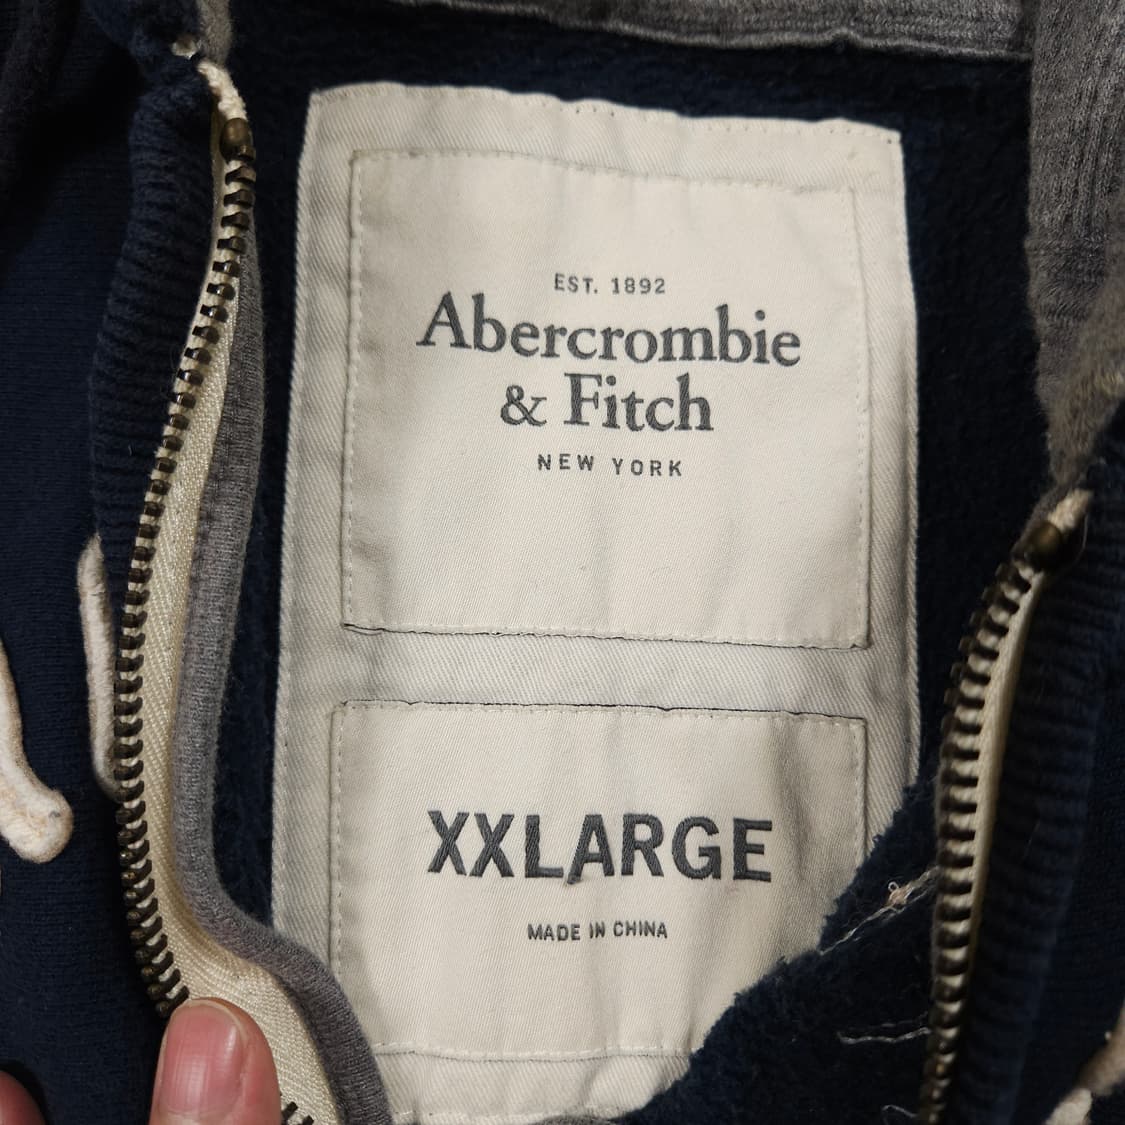 EST. 1892
Abercrombie
& Fitch
NEW YORK
XXLARGE
MADE IN CHINA